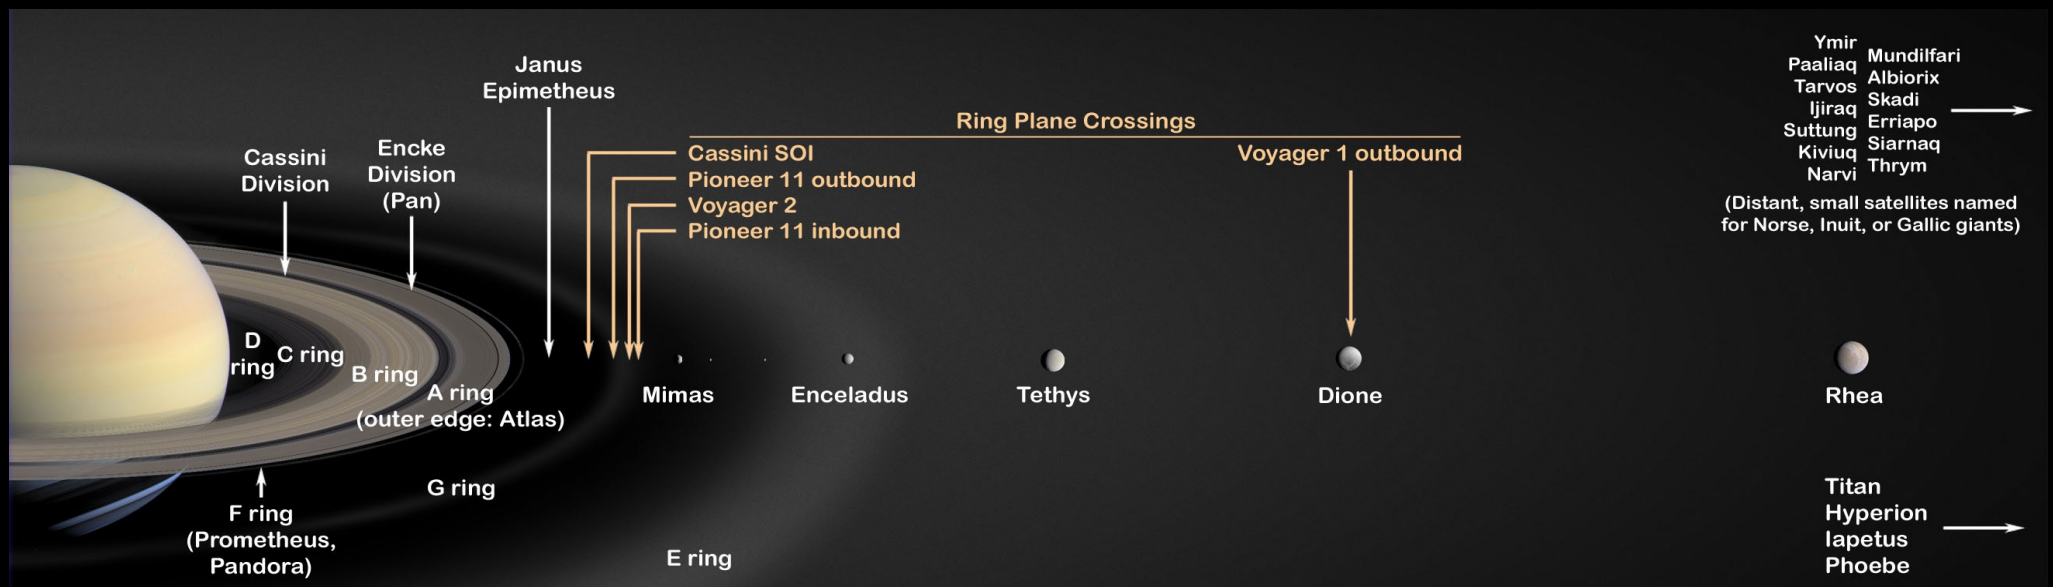 Janus
Epimetheus
Cassini
Division
Encke
Division
(Pan)
Ring Plane Crossings
Cassini SOI
Pioneer 11 outbound
Voyager 2
Pioneer 11 inbound
Voyager 1 outbound
Ymir
Paaliaq
Tarvos
Ijiraq
Suttung
Kiviuq
Narvi
Mundilfari
Albiorix
Skadi
Erriapo
Siarnaq
Thrym
(Distant, small satellites named
for Norse, Inuit, or Gallic giants)
D
ring
C ring
B ring
A ring
(outer edge: Atlas)
Mimas
Enceladus
Tethys
Dione
Rhea
G ring
F ring
(Prometheus,
Pandora)
E ring
Titan
Hyperion
Iapetus
Phoebe